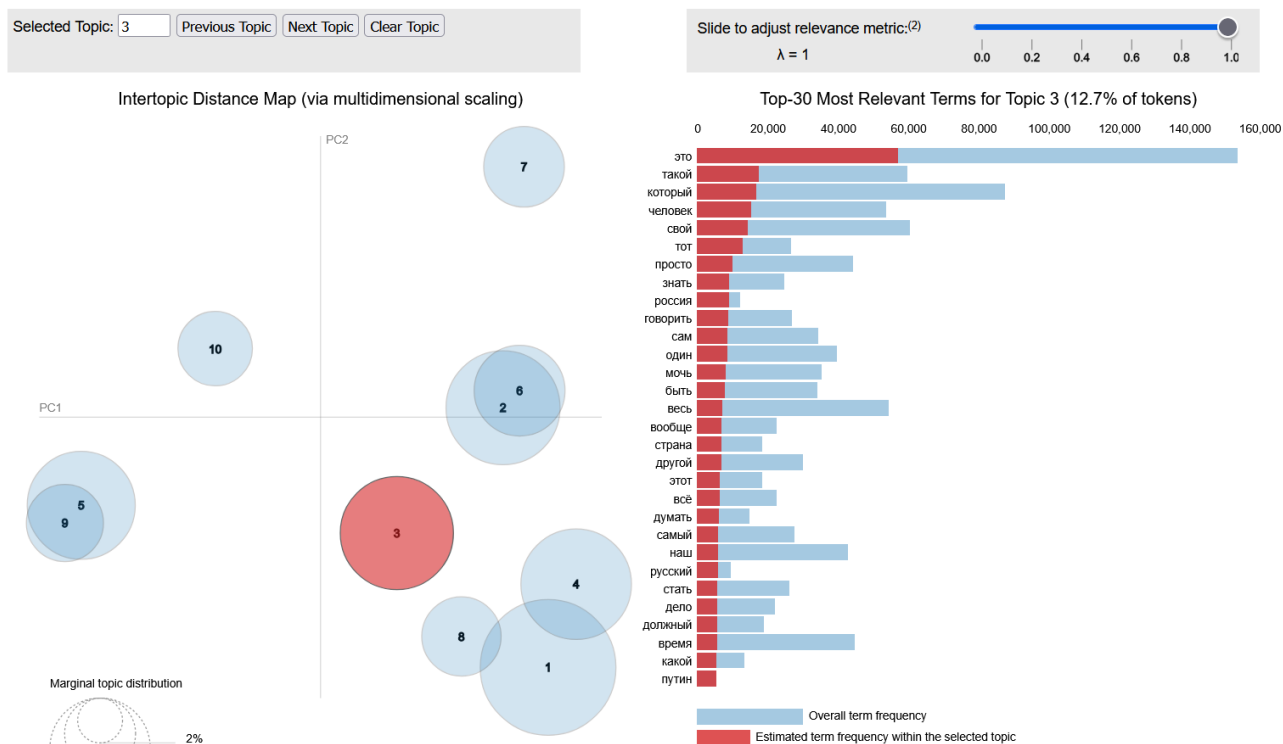 Selected Topic: 3 Previous Topic Next Topic Clear Topic
Slide to adjust relevance metric:(2)
λ = 1
0.0 0.2 0.4 0.6 0.8 1.0
Intertopic Distance Map (via multidimensional scaling)
PC2
PC1
7
10
6
2
5
9
3
4
8
1
Marginal topic distribution
2%
Top-30 Most Relevant Terms for Topic 3 (12.7% of tokens)
0 20,000 40,000 60,000 80,000 100,000 120,000 140,000 160,000
это
такой
который
человек
свой
тот
просто
знать
россия
говорить
сам
один
мочь
быть
весь
вообще
страна
другой
этот
всё
думать
самый
наш
русский
стать
дело
должный
время
какой
путин
Overall term frequency
Estimated term frequency within the selected topic